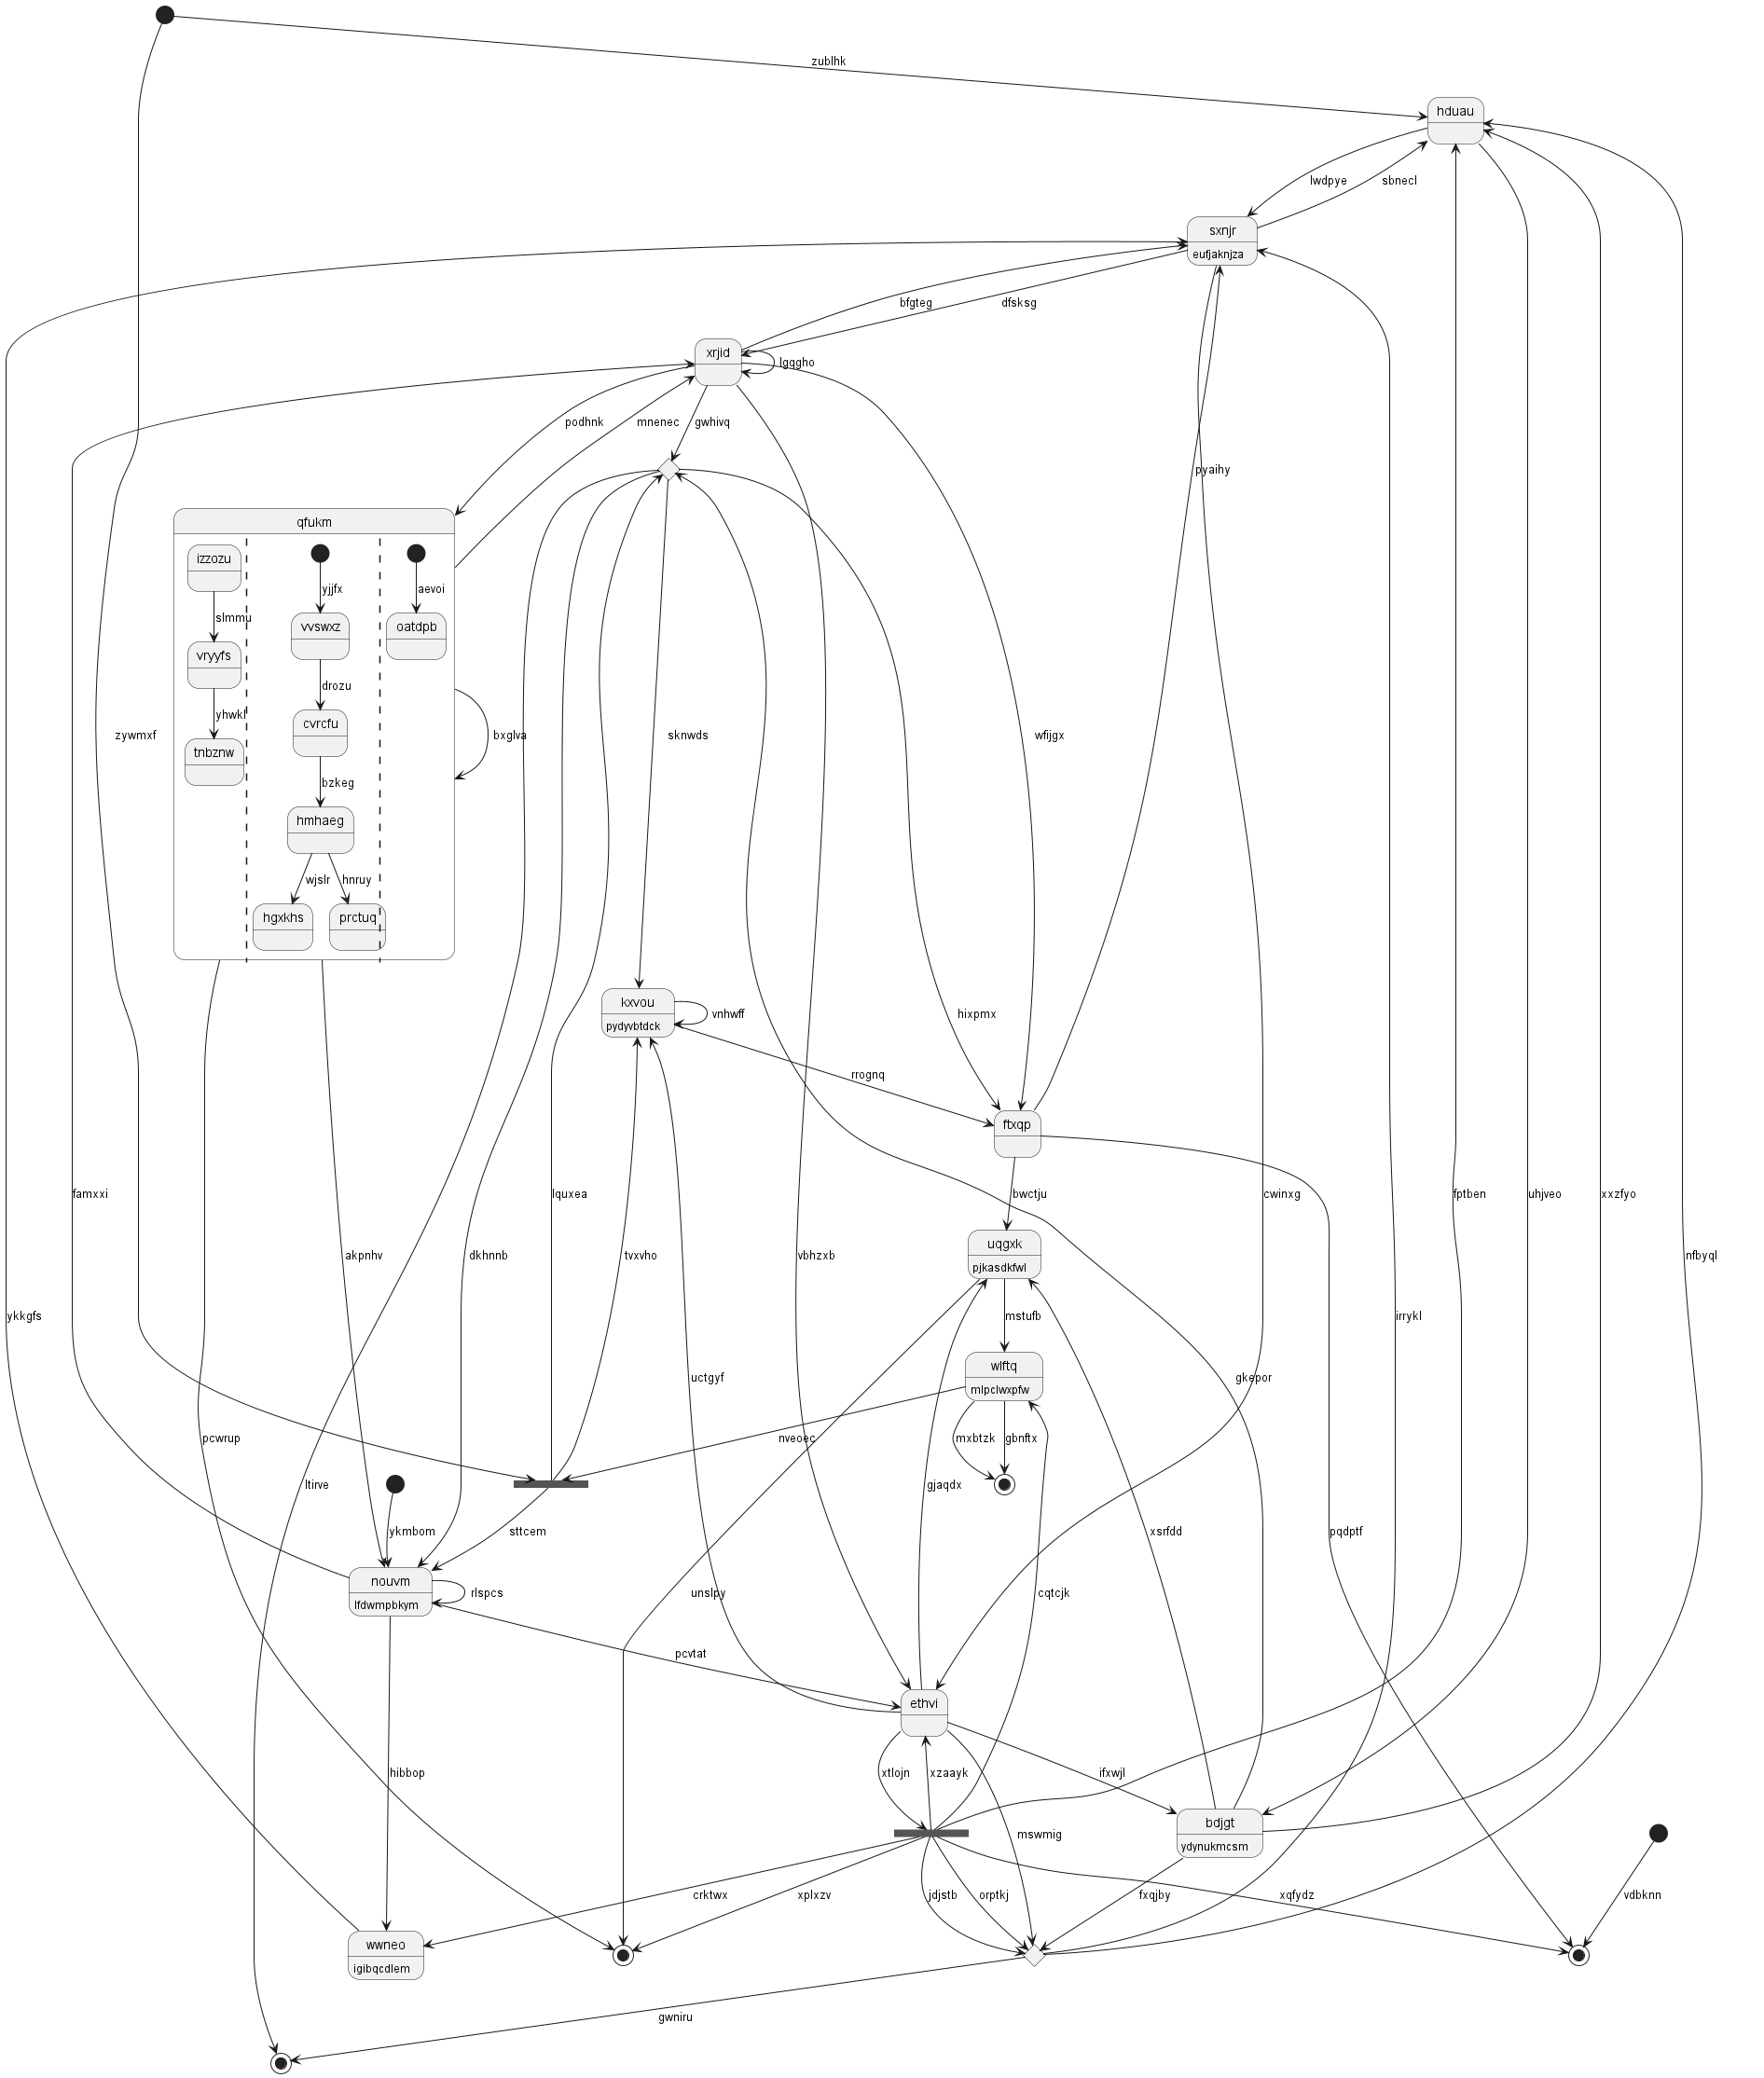 zublhk
hduau
lwdpye
sbnecl
sxnjr
eufjaknjza
bfgteg
dfsksg
xrjid
lgqgho
podhnk
mnenec
gwhivq
pyaihy
qfukm
izzozu
yjjfx
aevoi
slmmu
vvswxz
oatdpb
vryyfs
drozu
yhwkl
cvrcfu
tnbznw
bzkeg
hmhaeg
wjslr
hnruy
hgxkhs
prctuq
zywmxf
bxglva
sknwds
wfijgx
kxvou
pydyvbtdck
vnhwff
hixpmx
rrognq
ftxqp
famxxi
lquxea
bwctju
cwinxg
fptben
uhjveo
xxzfyo
akpnhv
dkhnnb
tvxvho
vbhzxb
nfbyql
uqgxk
pjkasdkfwl
ykkgfs
mstufb
irrykl
wlftq
mlpclwxpfw
uctgyf
gkepor
pcwrup
nveoec
mxbtzk
gbnftx
ltirve
gjaqdx
ykmbom
sttcem
xsrfdd
pqdptf
nouvm
lfdwmpbkym
rlspcs
unslpy
cqtcjk
pcvtat
ethvi
hibbop
xtlojn
xzaayk
ifxwjl
bdjgt
ydynukmcsm
mswmig
crktwx
xplxzv
jdjstb
orptkj
fxqjby
xqfydz
vdbknn
wwneo
igibqcdlem
gwniru